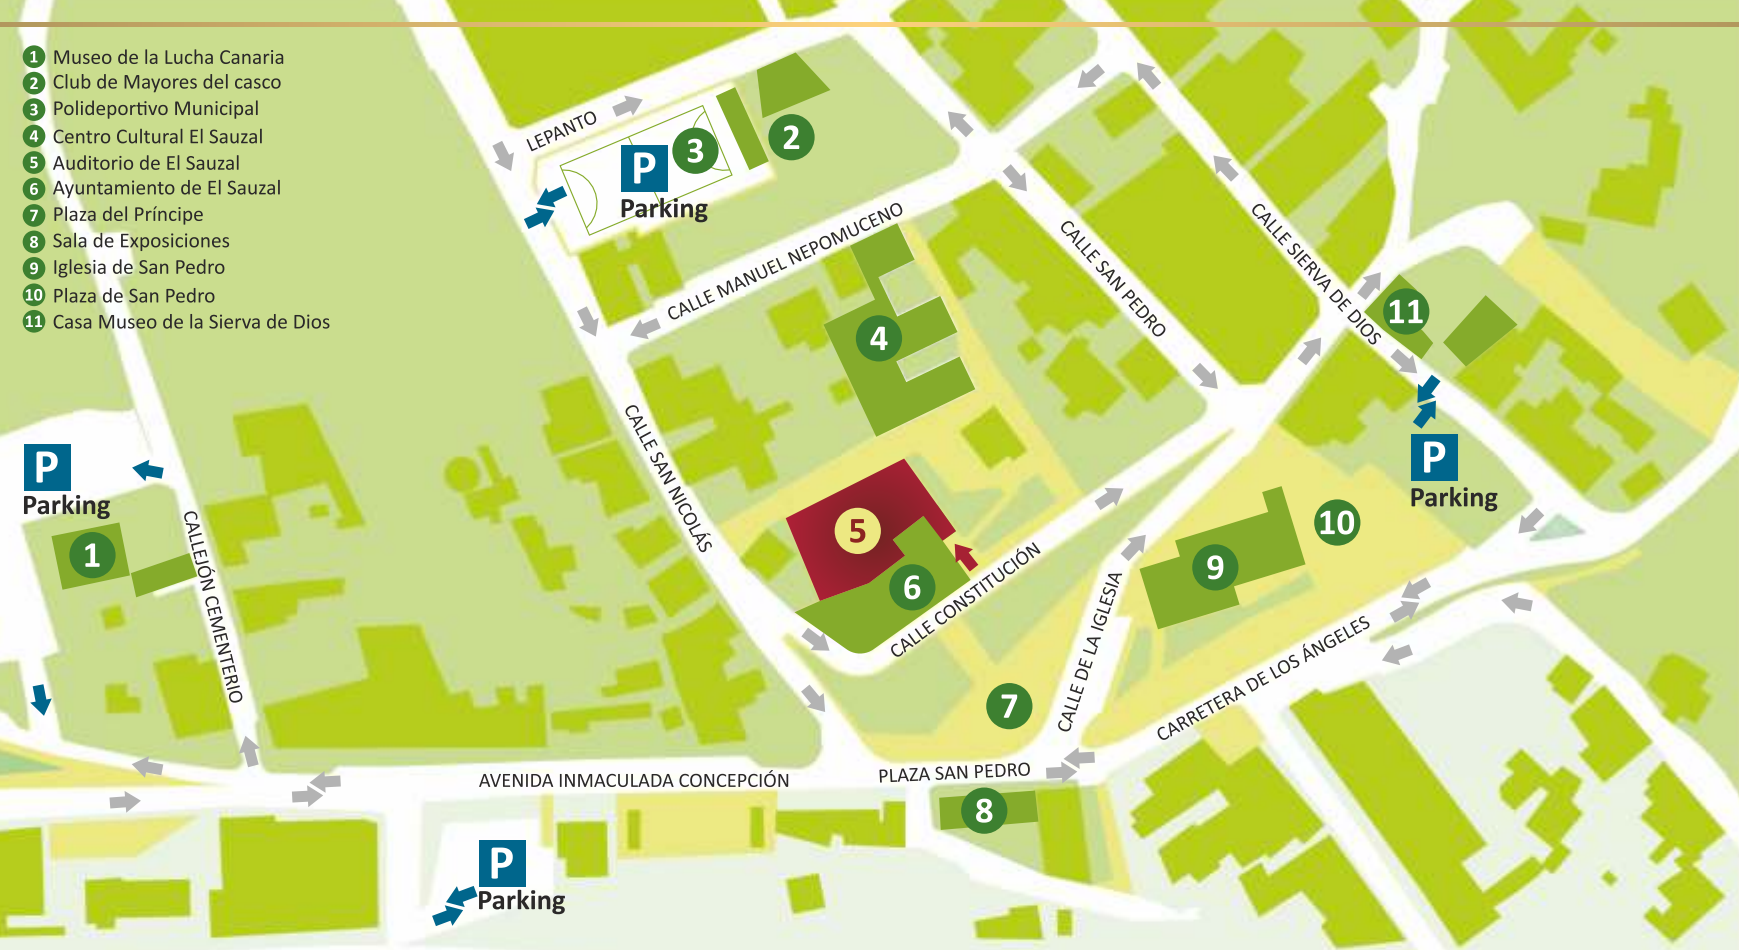 1 Museo de la Lucha Canaria
2 Club de Mayores del casco
3 Polideportivo Municipal
4 Centro Cultural El Sauzal
5 Auditorio de El Sauzal
6 Ayuntamiento de El Sauzal
7 Plaza del Príncipe
8 Sala de Exposiciones
9 Iglesia de San Pedro
10 Plaza de San Pedro
11 Casa Museo de la Sierva de Dios
LEPANTO
P
Parking
3
2
CALLE MANUEL NEPOMUCENO
CALLE SAN PEDRO
CALLE SIERVA DE DIOS
11
4
P
Parking
1
CALLEJÓN CEMENTERIO
CALLE SAN NICOLÁS
5
6
CALLE CONSTITUCIÓN
P
Parking
10
9
CALLE DE LA IGLESIA
7
CARRETERA DE LOS ÁNGELES
AVENIDA INMACULADA CONCEPCIÓN
PLAZA SAN PEDRO
8
P
Parking